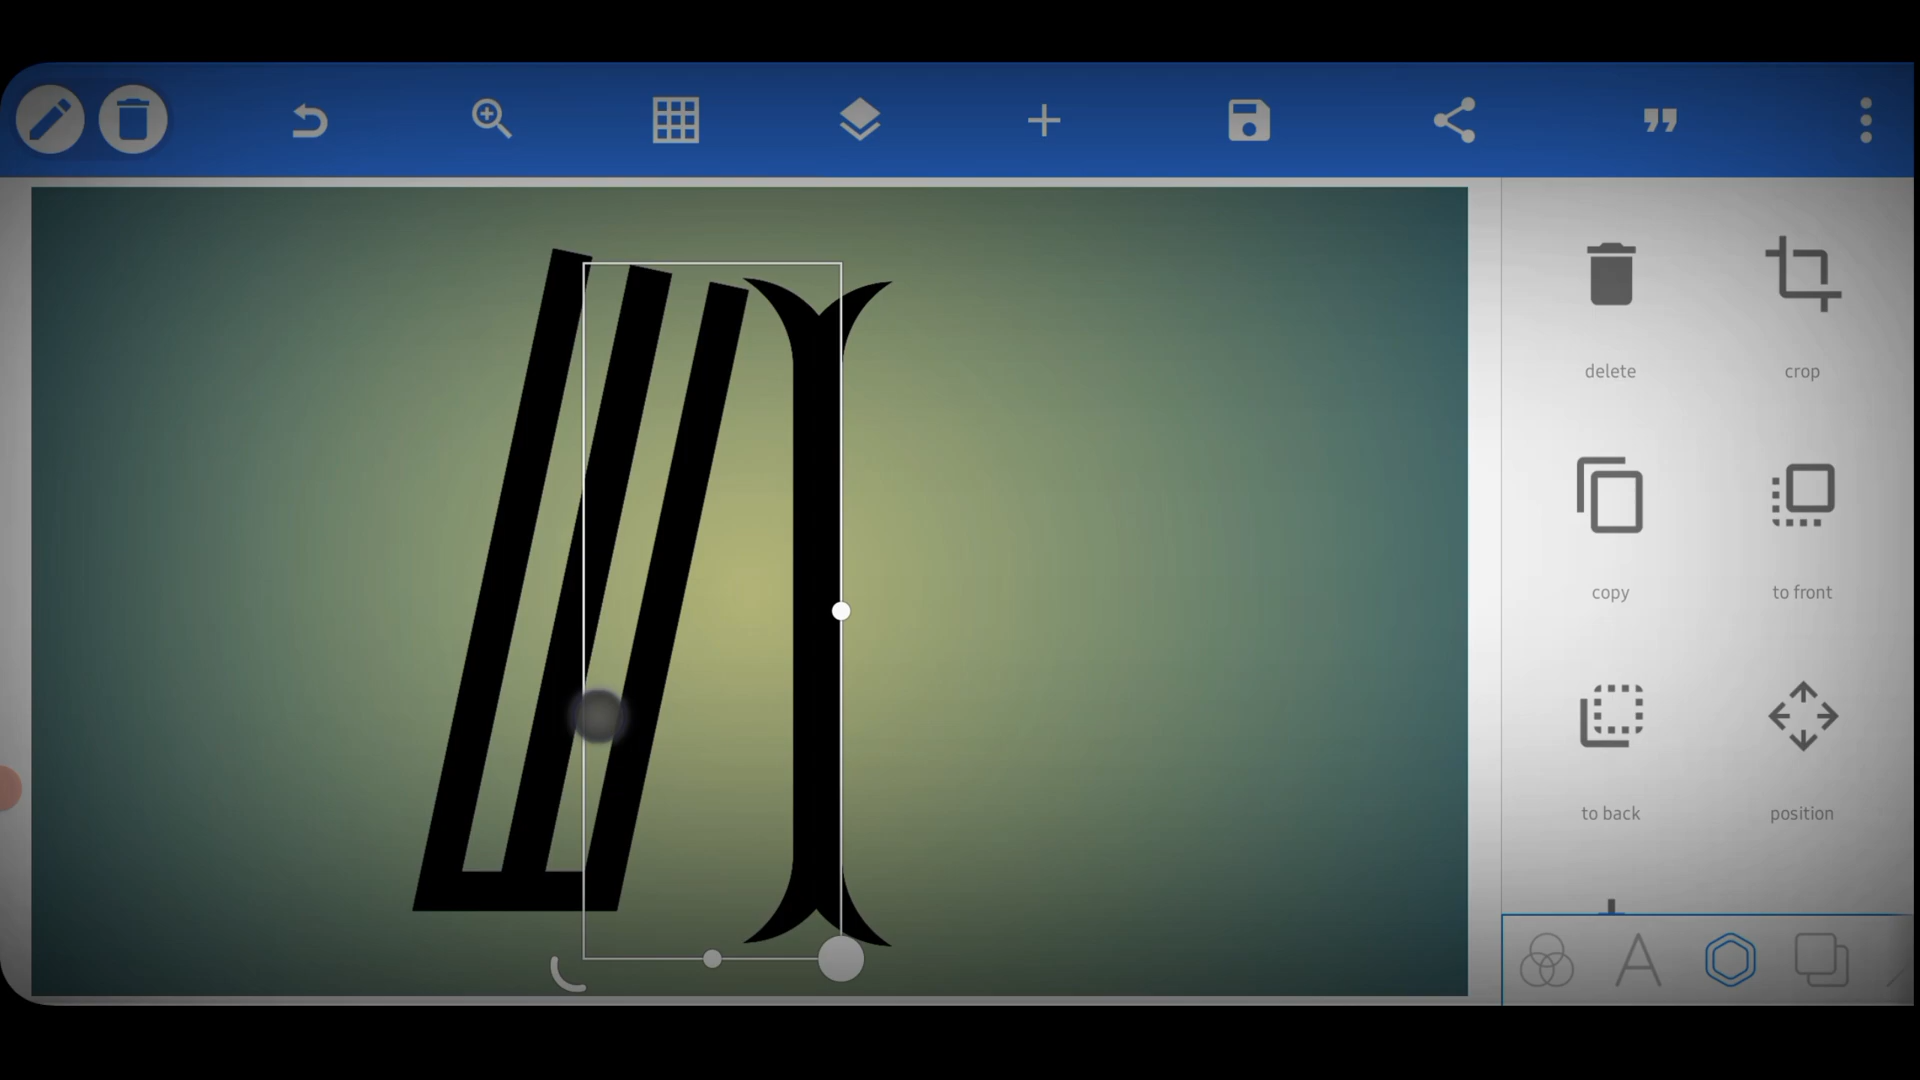 delete
crop
copy
to front
to back
position